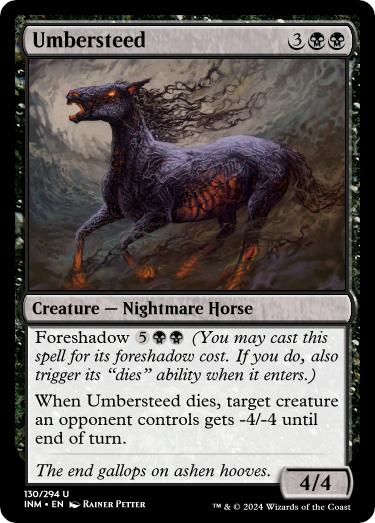 Umbersteed 3
Creature — Nightmare Horse
Foreshadow 5 (You may cast this
spell for its foreshadow cost. If you do, also
trigger its “dies” ability when it enters.)
When Umbersteed dies, target creature
an opponent controls gets -4/-4 until
end of turn.
The end gallops on ashen hooves.
4/4
130/294 U
INM • EN Rainer Petter
™ & © 2024 Wizards of the Coast